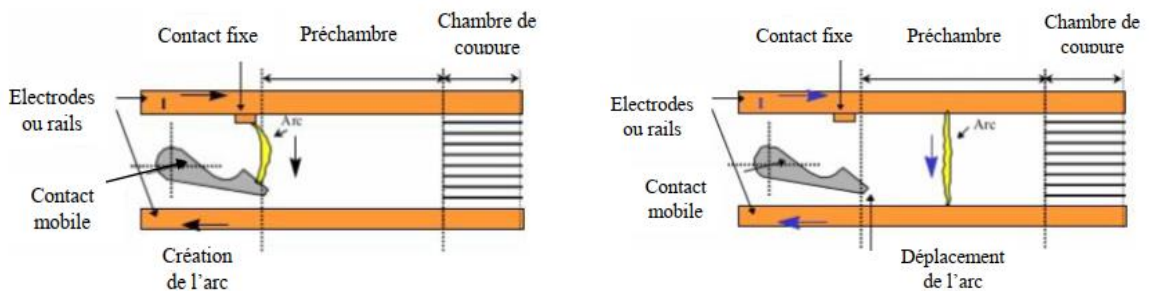 Contact fixe
Préchambre
Chambre de
coupure
Electrodes
ou rails
I
Arc
Contact
mobile
Création
de l'arc
Contact fixe
Préchambre
Chambre de
coupure
Electrodes
ou rails
I
Arc
Contact
mobile
Déplacement
de l'arc